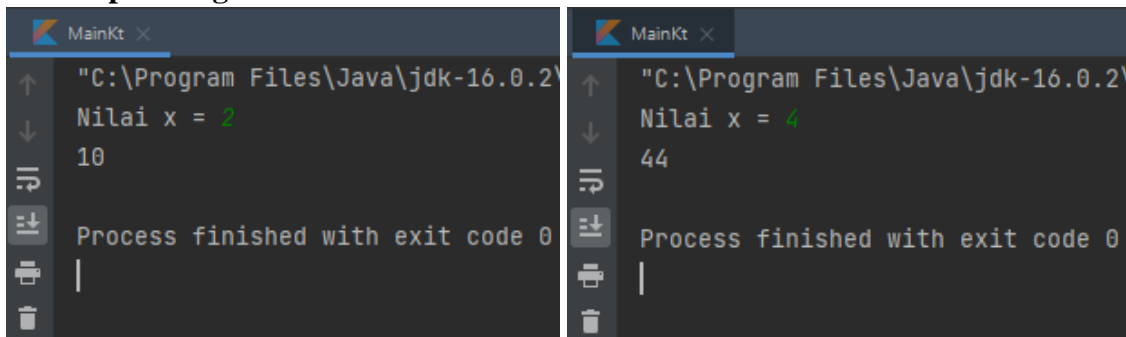 MainKt
"C:\Program Files\Java\jdk-16.0.2\
Nilai x = 2
10
Process finished with exit code 0
MainKt
"C:\Program Files\Java\jdk-16.0.2\
Nilai x = 4
44
Process finished with exit code 0